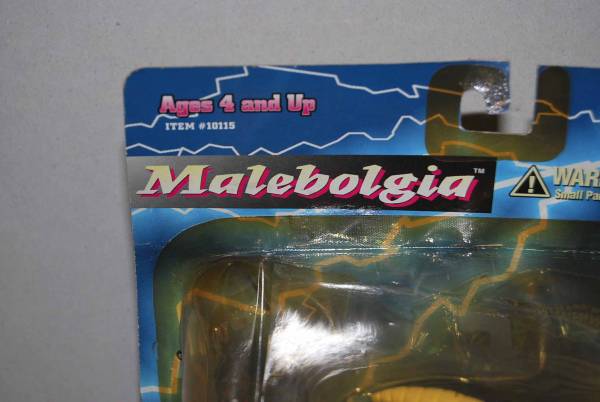 Ages 4 and Up
ITEM #10115
Malebolgia™
WAR
Small Pa